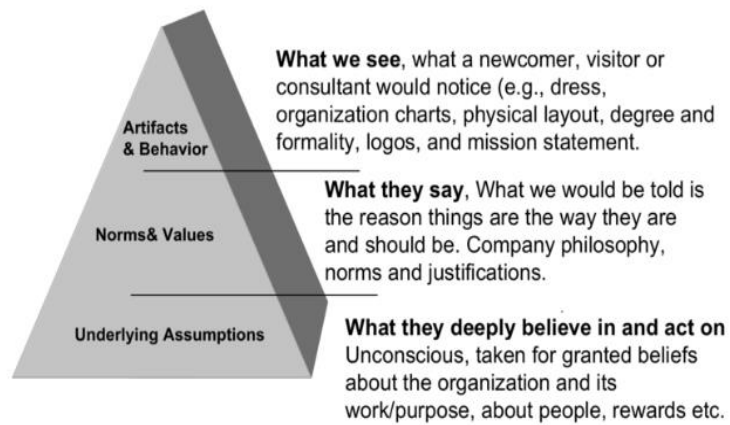 What we see, what a newcomer, visitor or
consultant would notice (e.g., dress,
organization charts, physical layout, degree and
formality, logos, and mission statement.
Artifacts
& Behavior
What they say, What we would be told is
the reason things are the way they are
and should be. Company philosophy,
norms and justifications.
Norms& Values
What they deeply believe in and act on
Unconscious, taken for granted beliefs
about the organization and its
work/purpose, about people, rewards etc.
Underlying Assumptions